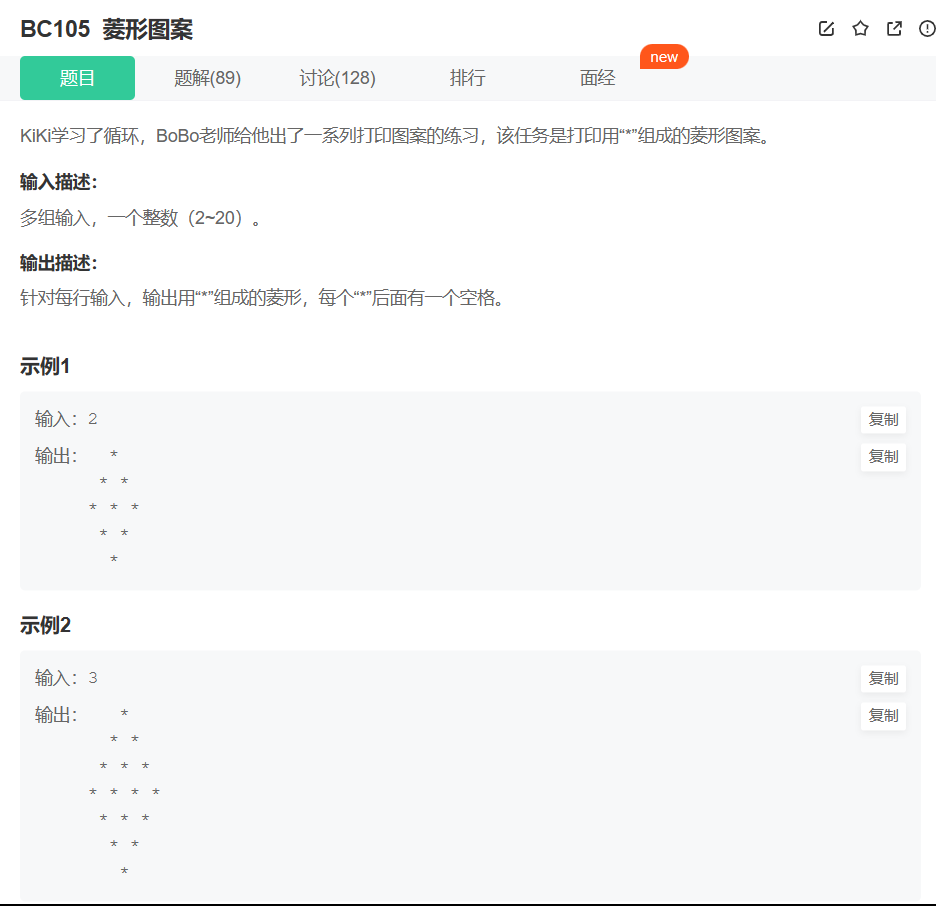 BC105 菱形图案
题目 题解(89) 讨论(128) 排行 面经 new
KiKi学习了循环，BoBo老师给他出了一系列打印图案的练习，该任务是打印用“*”组成的菱形图案。
输入描述：
多组输入，一个整数（2~20）。
输出描述：
针对每行输入，输出用“*”组成的菱形，每个“*”后面有一个空格。
示例1
输入：2 复制
输出：   * 复制
 * *
* * *
 * *
  *
示例2
输入：3 复制
输出：    * 复制
  * *
 * * *
* * * *
 * * *
  * *
   *